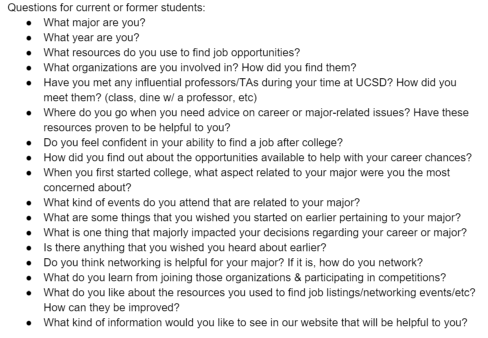 Questions for current or former students:
● What major are you?
● What year are you?
● What resources do you use to find job opportunities?
● What organizations are you involved in? How did you find them?
● Have you met any influential professors/TAs during your time at UCSD? How did you
meet them? (class, dine w/ a professor, etc)
● Where do you go when you need advice on career or major-related issues? Have these
resources proven to be helpful to you?
● Do you feel confident in your ability to find a job after college?
● How did you find out about the opportunities available to help with your career chances?
● When you first started college, what aspect related to your major were you the most
concerned about?
● What kind of events do you attend that are related to your major?
● What are some things that you wished you started on earlier pertaining to your major?
● What is one thing that majorly impacted your decisions regarding your career or major?
● Is there anything that you wished you heard about earlier?
● Do you think networking is helpful for your major? If it is, how do you network?
● What do you learn from joining those organizations & participating in competitions?
● What do you like about the resources you used to find job listings/networking events/etc?
How can they be improved?
● What kind of information would you like to see in our website that will be helpful to you?